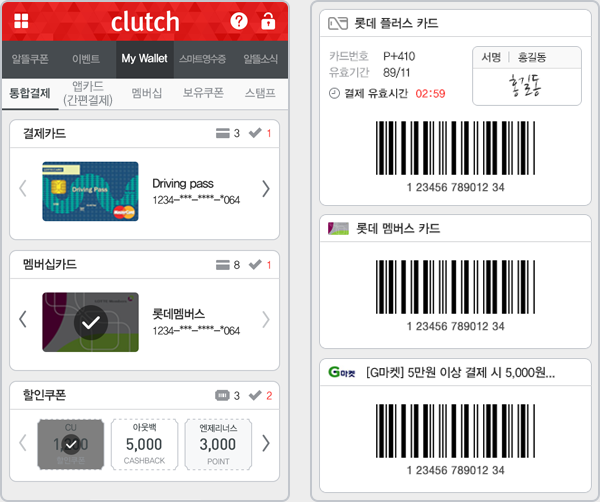 clutch
?
알뜰쿠폰 이벤트 My Wallet 스마트영수증 알뜰소식
통합결제 앱카드 멤버십 보유쿠폰 스탬프
(간편결제)
결제카드 3 1
Driving Pass
MasterCard
Driving pass
1234-***-****-*064
멤버십카드 8 1
롯데멤버스
1234-***-****-*064
할인쿠폰 3 2
CU
할인쿠폰
아웃백
5,000
CASHBACK
엔제리너스
3,000
POINT
롯데 플러스 카드
카드번호 P+410
유효기간 89/11
결제 유효시간 02:59
서명 홍길동
홍길동
1 23456 789012 34
롯데 멤버스 카드
1 23456 789012 34
G마켓 [G마켓] 5만원 이상 결제 시 5,000원...
1 23456 789012 34